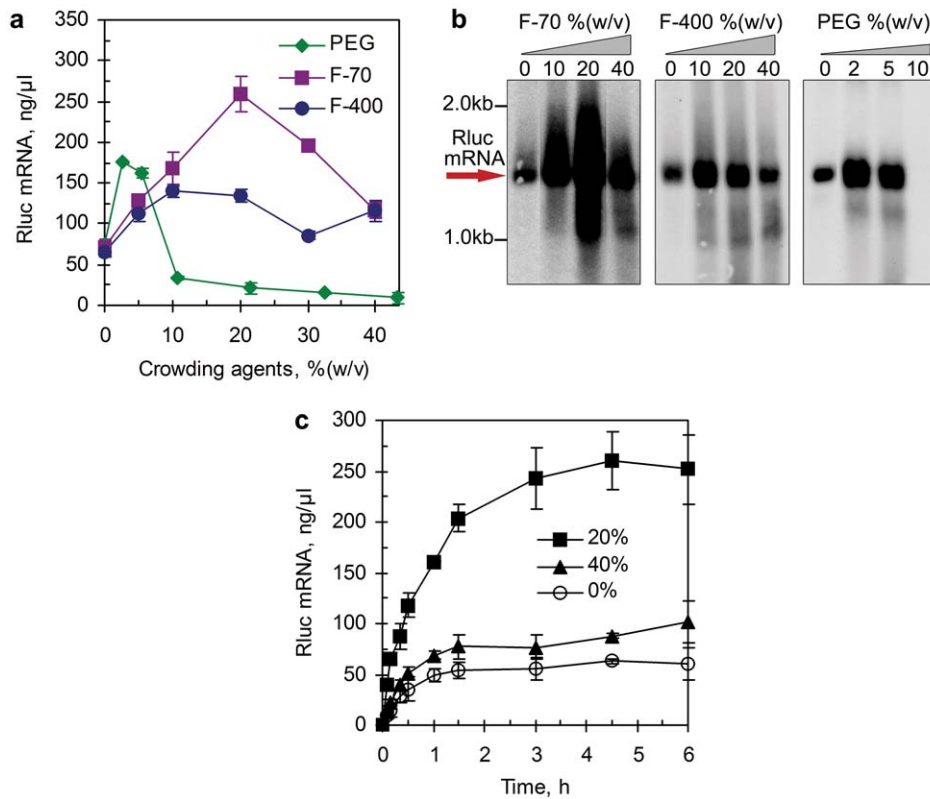 a
350
300
250
200
150
100
50
0
Rluc mRNA, ng/µl
PEG
F-70
F-400
0 10 20 30 40
Crowding agents, %(w/v)
b
F-70 %(w/v) F-400 %(w/v) PEG %(w/v)
0 10 20 40 0 10 20 40 0 2 5 10
2.0kb
Rluc
mRNA
1.0kb
c
300
250
200
150
100
50
0
Rluc mRNA, ng/µl
20%
40%
0%
0 1 2 3 4 5 6
Time, h